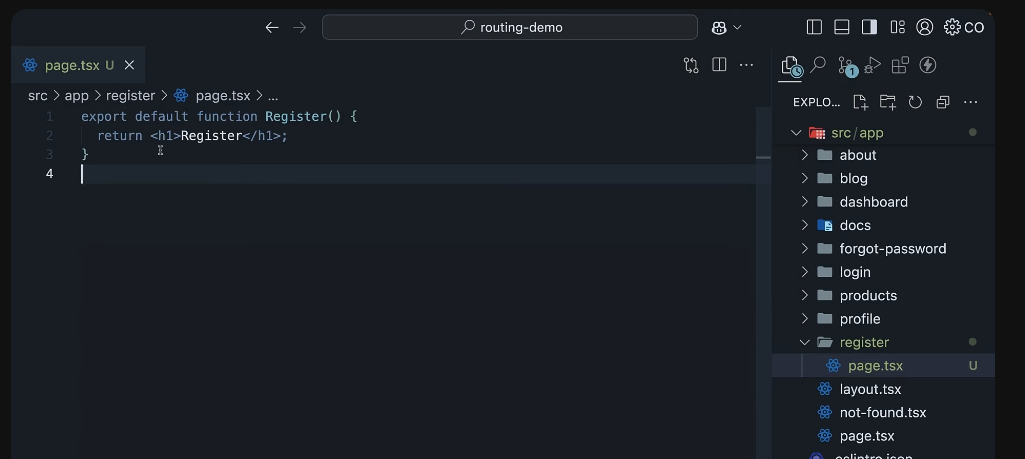 routing-demo
CO
page.tsx U
src > app > register > page.tsx > ...
EXPLO...
1 export default function Register() {
2 return <h1>Register</h1>;
3 }
4
src/app
about
blog
dashboard
docs
forgot-password
login
products
profile
register
page.tsx U
layout.tsx
not-found.tsx
page.tsx
.eslintrc.json
1